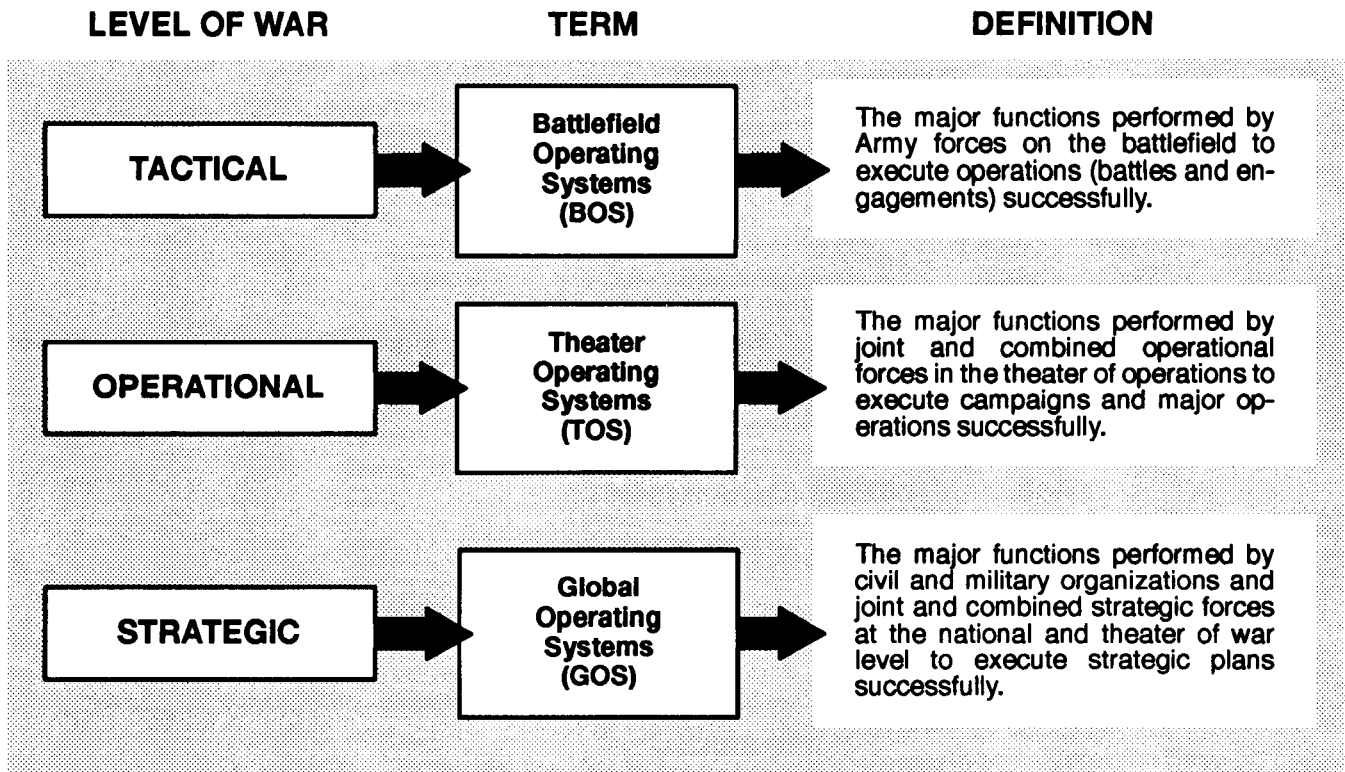 LEVEL OF WAR
TERM
DEFINITION
TACTICAL
Battlefield
Operating
Systems
(BOS)
The major functions performed by
Army forces on the battlefield to
execute operations (battles and en-
gagements) successfully.
OPERATIONAL
Theater
Operating
Systems
(TOS)
The major functions performed by
joint and combined operational
forces in the theater of operations to
execute campaigns and major op-
erations successfully.
STRATEGIC
Global
Operating
Systems
(GOS)
The major functions performed by
civil and military organizations and
joint and combined strategic forces
at the national and theater of war
level to execute strategic plans
successfully.